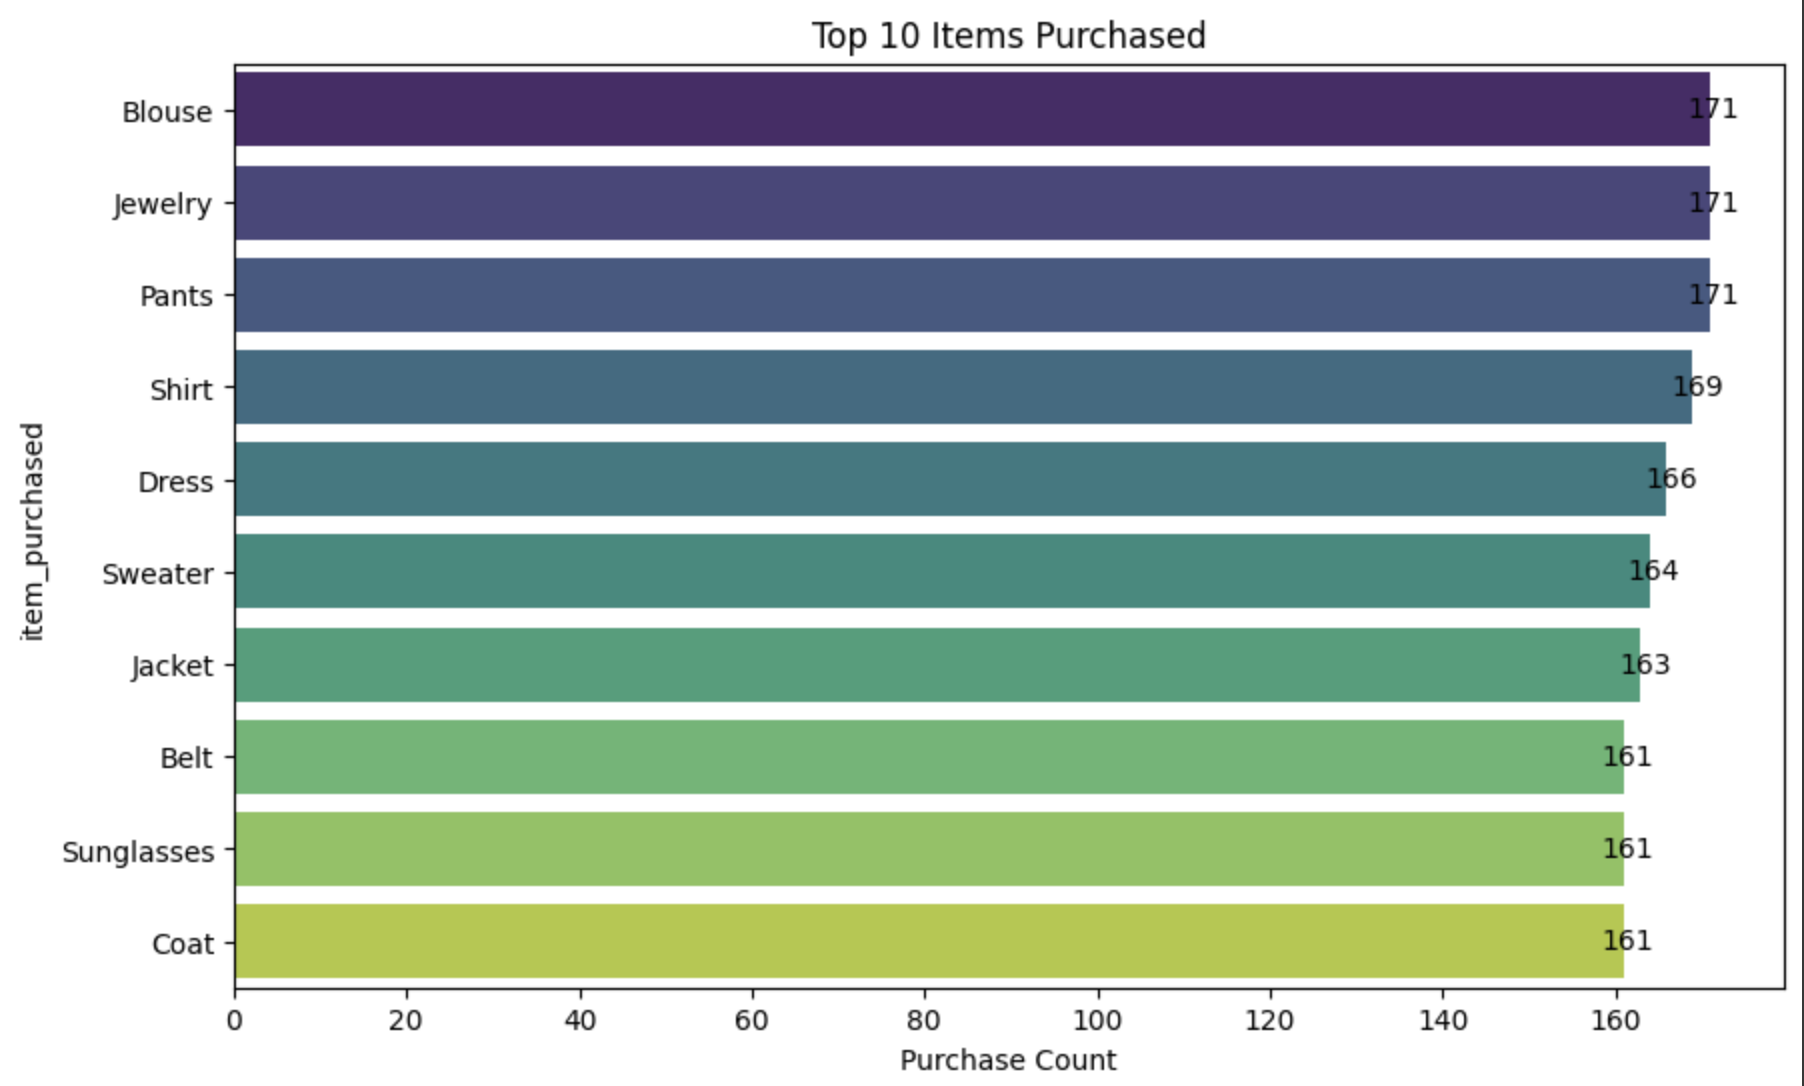 Top 10 Items Purchased
Blouse 171
Jewelry 171
Pants 171
Shirt 169
Dress 166
Sweater 164
Jacket 163
Belt 161
Sunglasses 161
Coat 161
item_purchased
0 20 40 60 80 100 120 140 160
Purchase Count